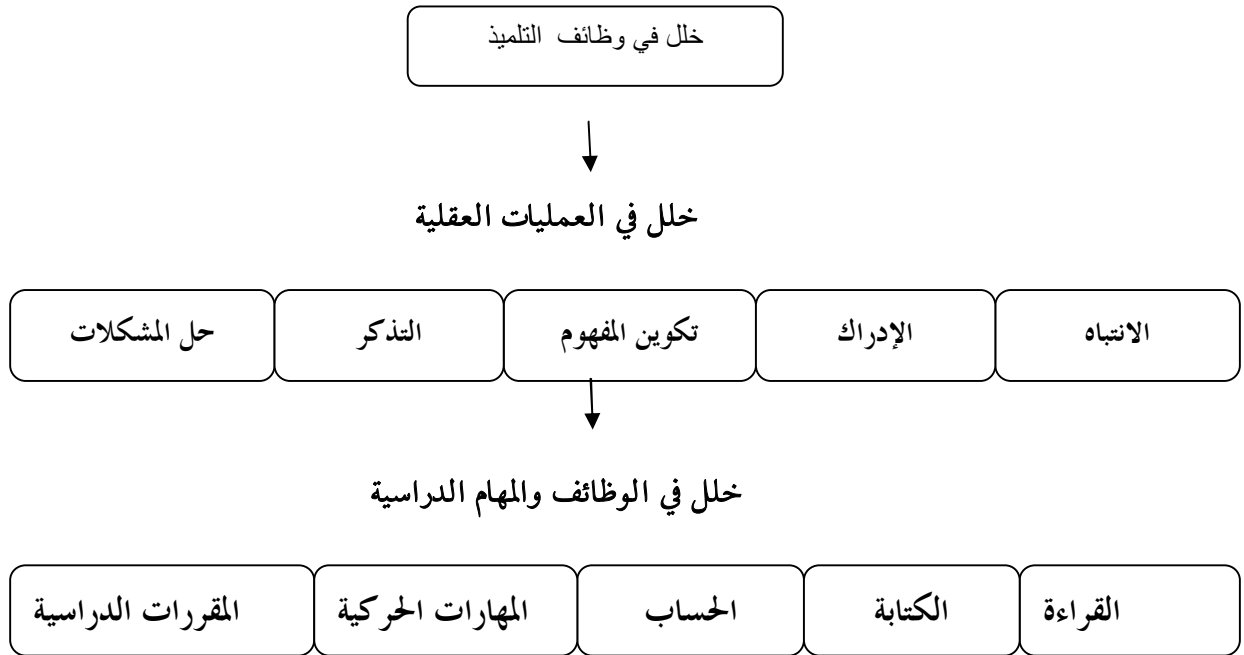 خلل في وظائف التلميذ
خلل في العمليات العقلية
الانتباه الإدراك تكوين المفهوم التذكر حل المشكلات
خلل في الوظائف والمهام الدراسية
القراءة الكتابة الحساب المهارات الحركية المقررات الدراسية